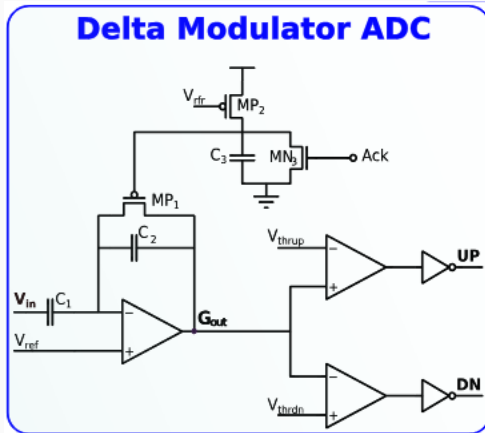 Delta Modulator ADC
Vrfr
MP2
C3
MN3
Ack
MP1
C2
Vthrup
UP
Vin
C1
Gout
Vref
Vthrdn
DN